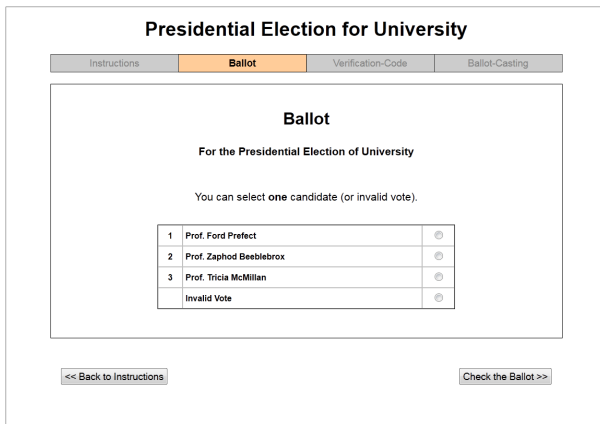 Presidential Election for University
Instructions Ballot Verification-Code Ballot-Casting
Ballot
For the Presidential Election of University
You can select one candidate (or invalid vote).
1 Prof. Ford Prefect
2 Prof. Zaphod Beeblebrox
3 Prof. Tricia McMillan
Invalid Vote
<< Back to Instructions Check the Ballot >>